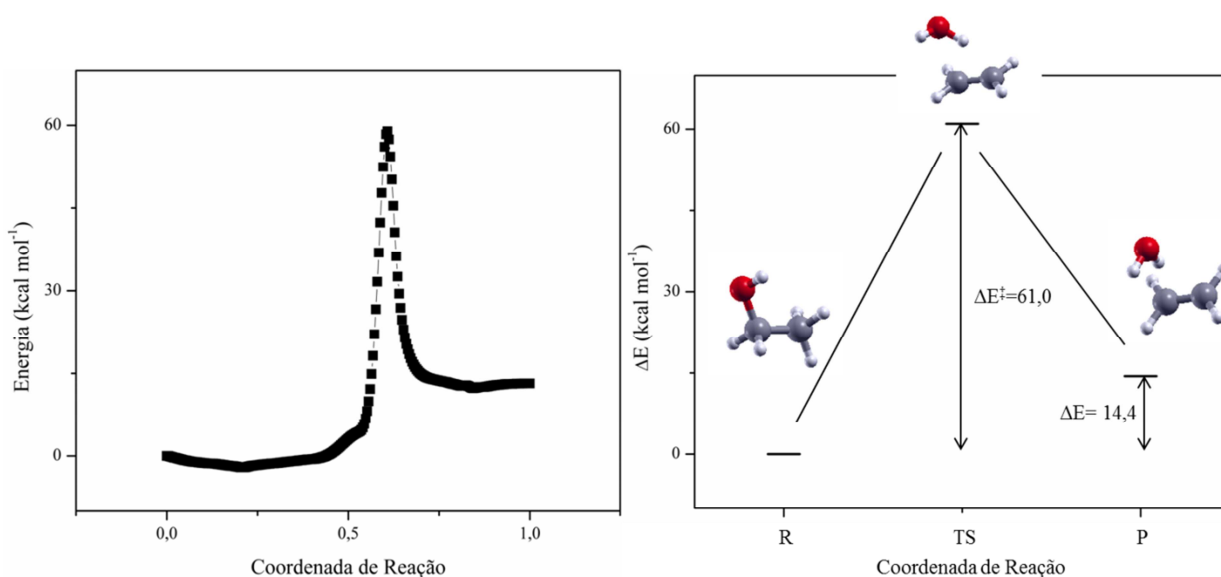 Energia (kcal mol⁻¹)
60
30
0
0,0
0,5
1,0
Coordenada de Reação
ΔE (kcal mol⁻¹)
60
30
0
ΔE‡=61,0
ΔE= 14,4
R
TS
P
Coordenada de Reação